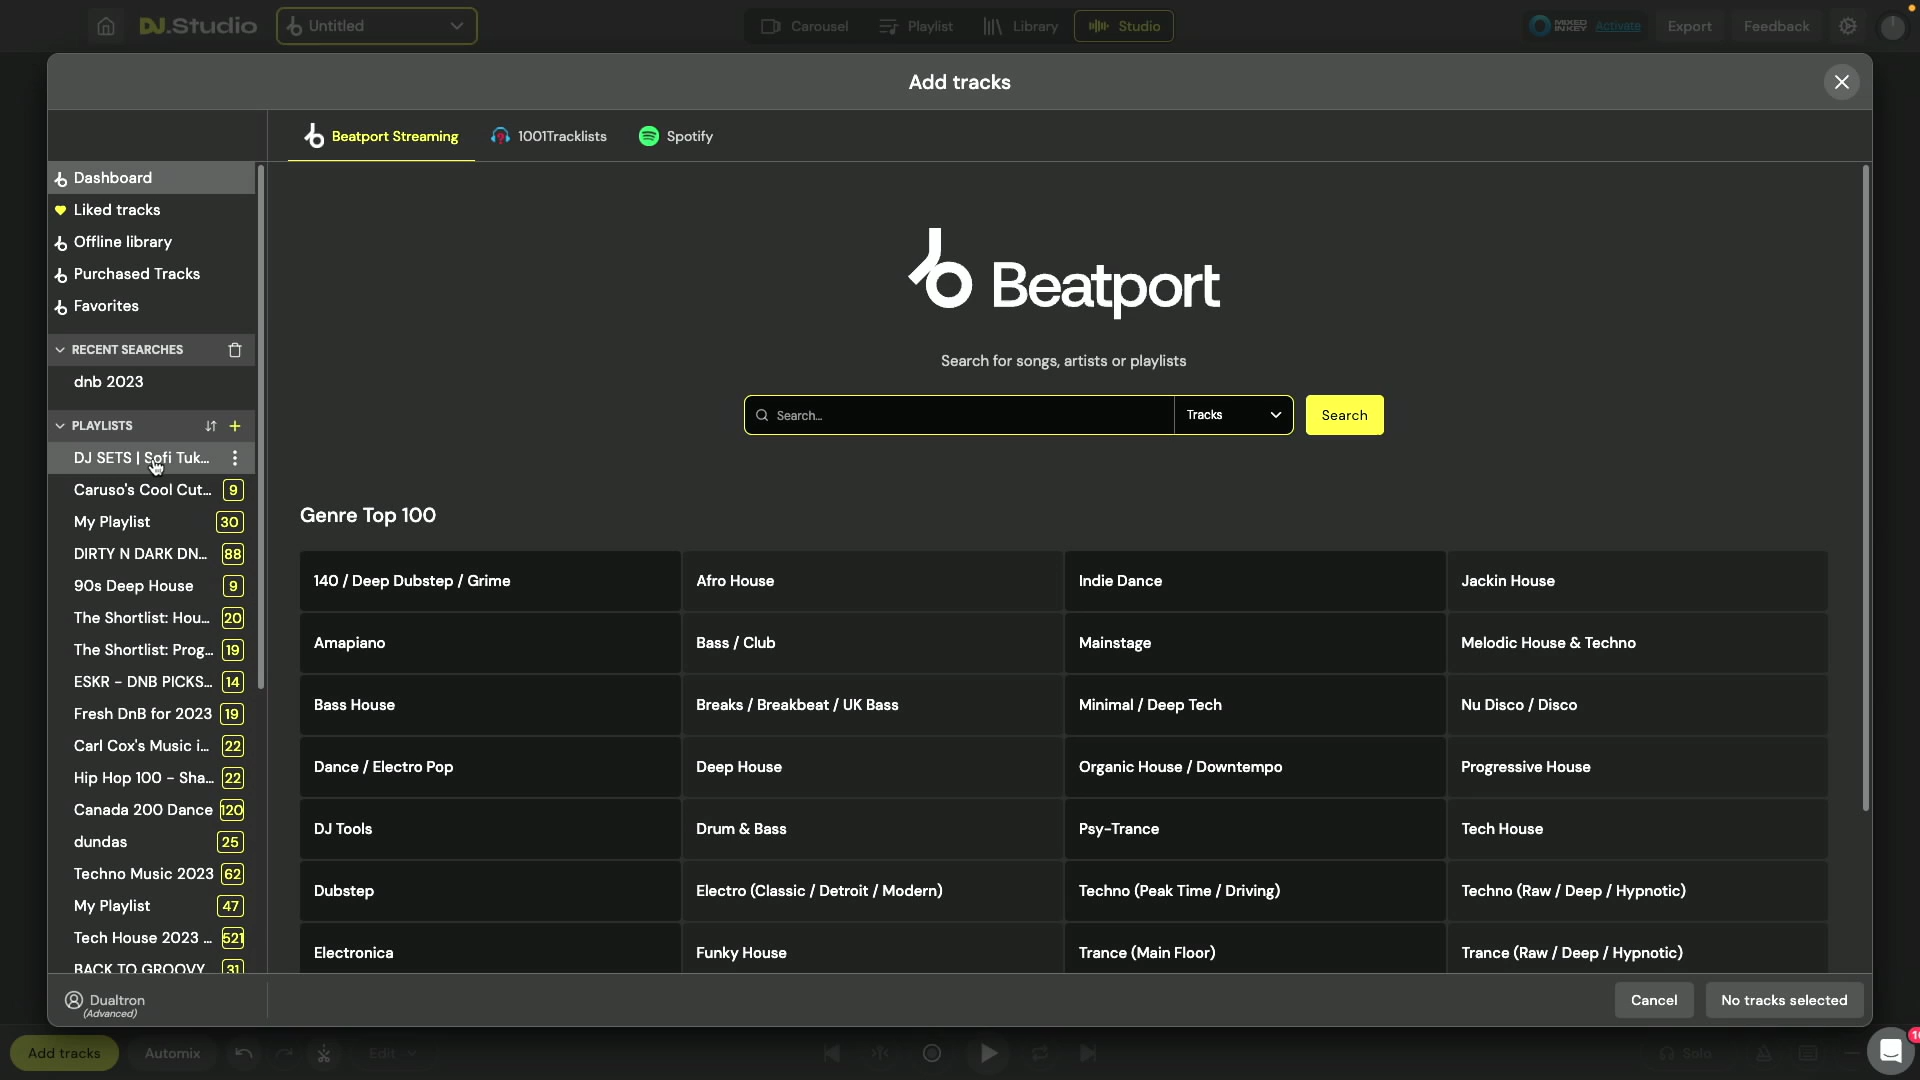 DJ.Studio
Untitled
Carousel
Playlist
Library
Studio
MIXED INKEY
Activate
Export
Feedback
Add tracks
Beatport Streaming
1001Tracklists
Spotify
Dashboard
Liked tracks
Offline library
Purchased Tracks
Favorites
RECENT SEARCHES
dnb 2023
PLAYLISTS
DJ SETS | Sofi Tuk...
Caruso's Cool Cut... 9
My Playlist 30
DIRTY N DARK DN... 88
90s Deep House 9
The Shortlist: Hou... 20
The Shortlist: Prog... 19
ESKR - DNB PICKS... 14
Fresh DnB for 2023 19
Carl Cox's Music i... 22
Hip Hop 100 - Sha... 22
Canada 200 Dance 120
dundas 25
Techno Music 2023 62
My Playlist 47
Tech House 2023 ... 521
BACK TO GROOVY 31
Dualtron
(Advanced)
Beatport
Search for songs, artists or playlists
Search...
Tracks
Search
Genre Top 100
140 / Deep Dubstep / Grime
Afro House
Indie Dance
Jackin House
Amapiano
Bass / Club
Mainstage
Melodic House & Techno
Bass House
Breaks / Breakbeat / UK Bass
Minimal / Deep Tech
Nu Disco / Disco
Dance / Electro Pop
Deep House
Organic House / Downtempo
Progressive House
DJ Tools
Drum & Bass
Psy-Trance
Tech House
Dubstep
Electro (Classic / Detroit / Modern)
Techno (Peak Time / Driving)
Techno (Raw / Deep / Hypnotic)
Electronica
Funky House
Trance (Main Floor)
Trance (Raw / Deep / Hypnotic)
Cancel
No tracks selected
Add tracks
Automix
Edit
Solo